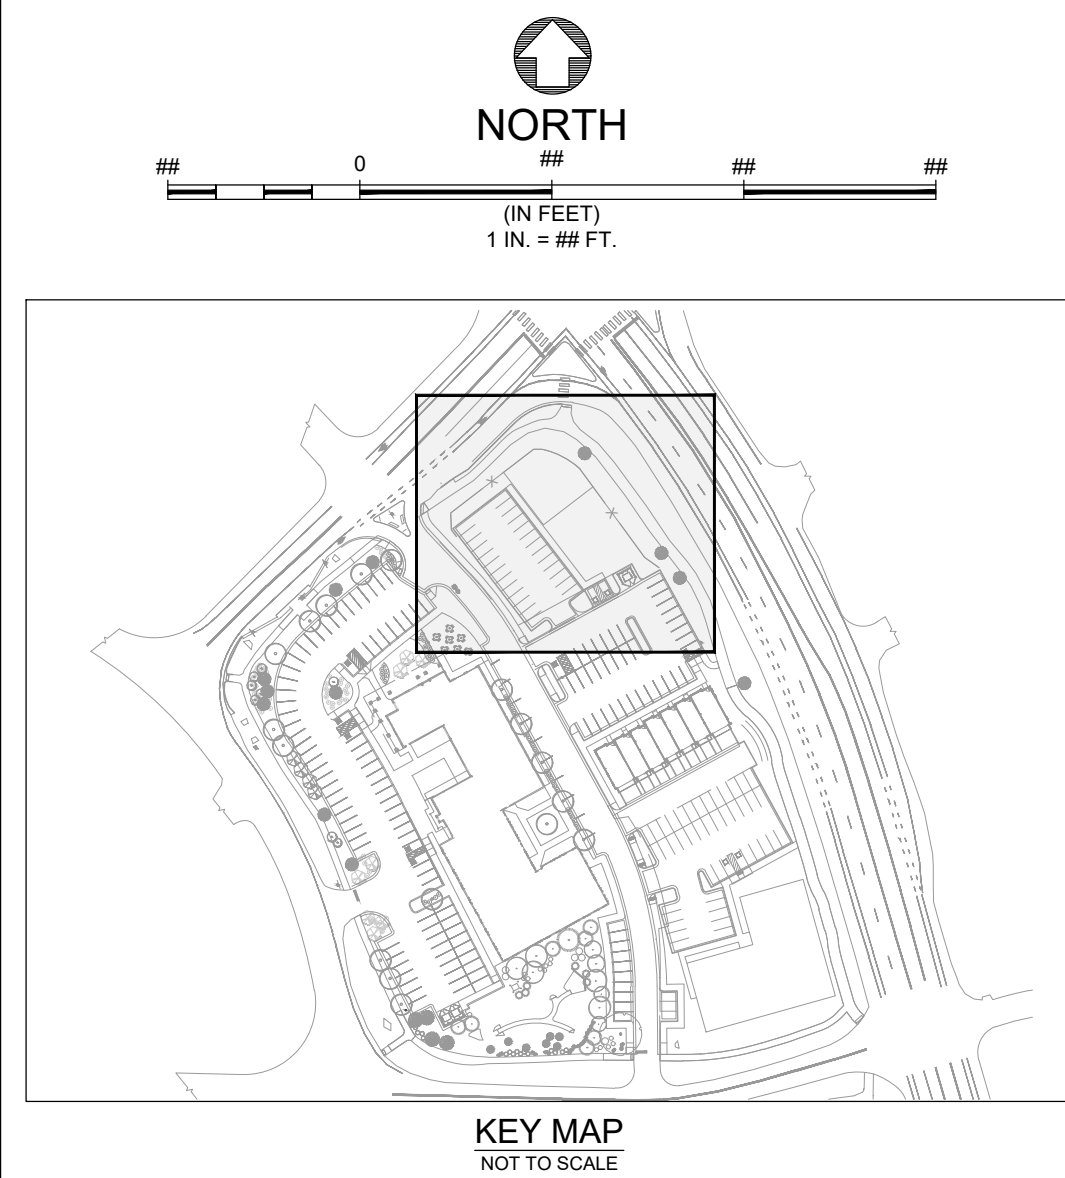 NORTH
## 0 ## ## ##
(IN FEET)
1 IN. = ## FT.
KEY MAP
NOT TO SCALE